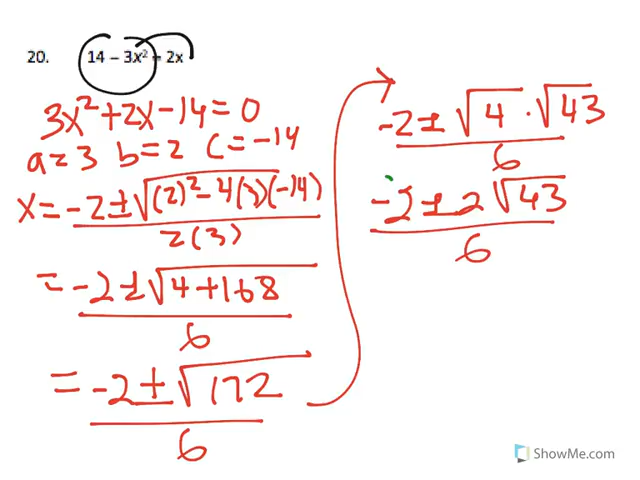 20. 14 – 3x² = 2x
3x² + 2x - 14 = 0
a = 3 b = 2 c = -14
x = -2 ± √(2)² - 4(3)(-14)
2(3)
= -2 ± √4 + 168
6
= -2 ± √172
6
-2 ± √4 · √43
6
-2 ± 2√43
6
ShowMe.com